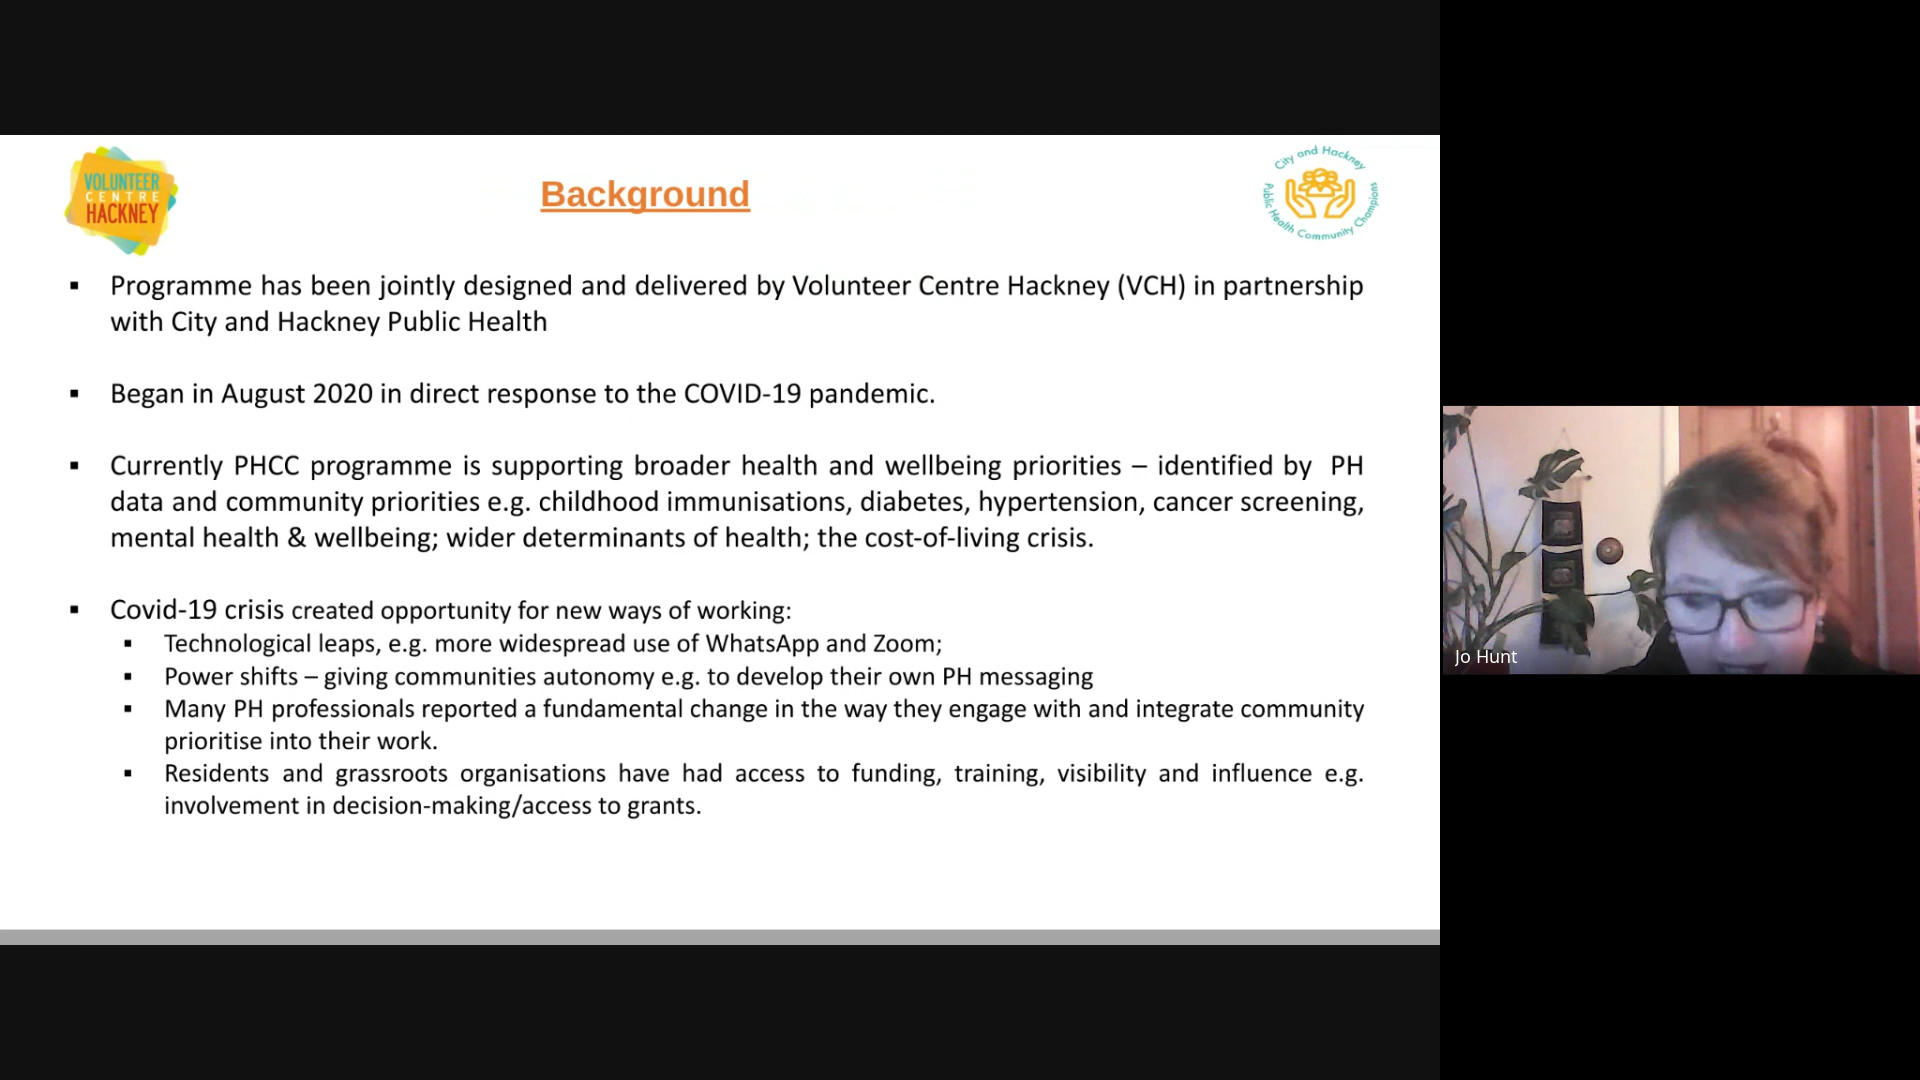 VOLUNTEER
CENTRE
HACKNEY
Background
City and Hackney
Public Health Community Champions
▪ Programme has been jointly designed and delivered by Volunteer Centre Hackney (VCH) in partnership
with City and Hackney Public Health
▪ Began in August 2020 in direct response to the COVID-19 pandemic.
▪ Currently PHCC programme is supporting broader health and wellbeing priorities – identified by PH
data and community priorities e.g. childhood immunisations, diabetes, hypertension, cancer screening,
mental health & wellbeing; wider determinants of health; the cost-of-living crisis.
▪ Covid-19 crisis created opportunity for new ways of working:
▪ Technological leaps, e.g. more widespread use of WhatsApp and Zoom;
▪ Power shifts – giving communities autonomy e.g. to develop their own PH messaging
▪ Many PH professionals reported a fundamental change in the way they engage with and integrate community
prioritise into their work.
▪ Residents and grassroots organisations have had access to funding, training, visibility and influence e.g.
involvement in decision-making/access to grants.
Jo Hunt